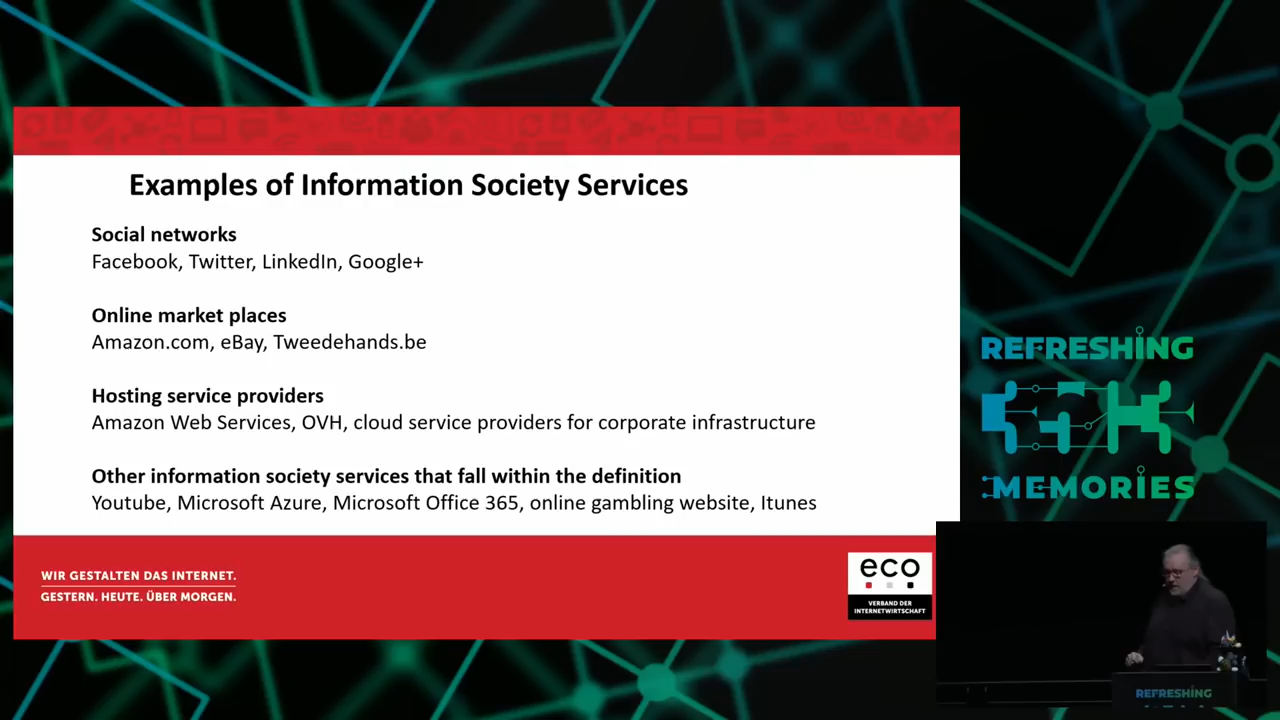 Examples of Information Society Services
Social networks
Facebook, Twitter, LinkedIn, Google+
Online market places
Amazon.com, eBay, Tweedehands.be
Hosting service providers
Amazon Web Services, OVH, cloud service providers for corporate infrastructure
Other information society services that fall within the definition
Youtube, Microsoft Azure, Microsoft Office 365, online gambling website, Itunes
WIR GESTALTEN DAS INTERNET.
GESTERN. HEUTE. ÜBER MORGEN.
eco
VERBAND DER
INTERNETWIRTSCHAFT
REFRESHING
MEMORIES
REFRESHING